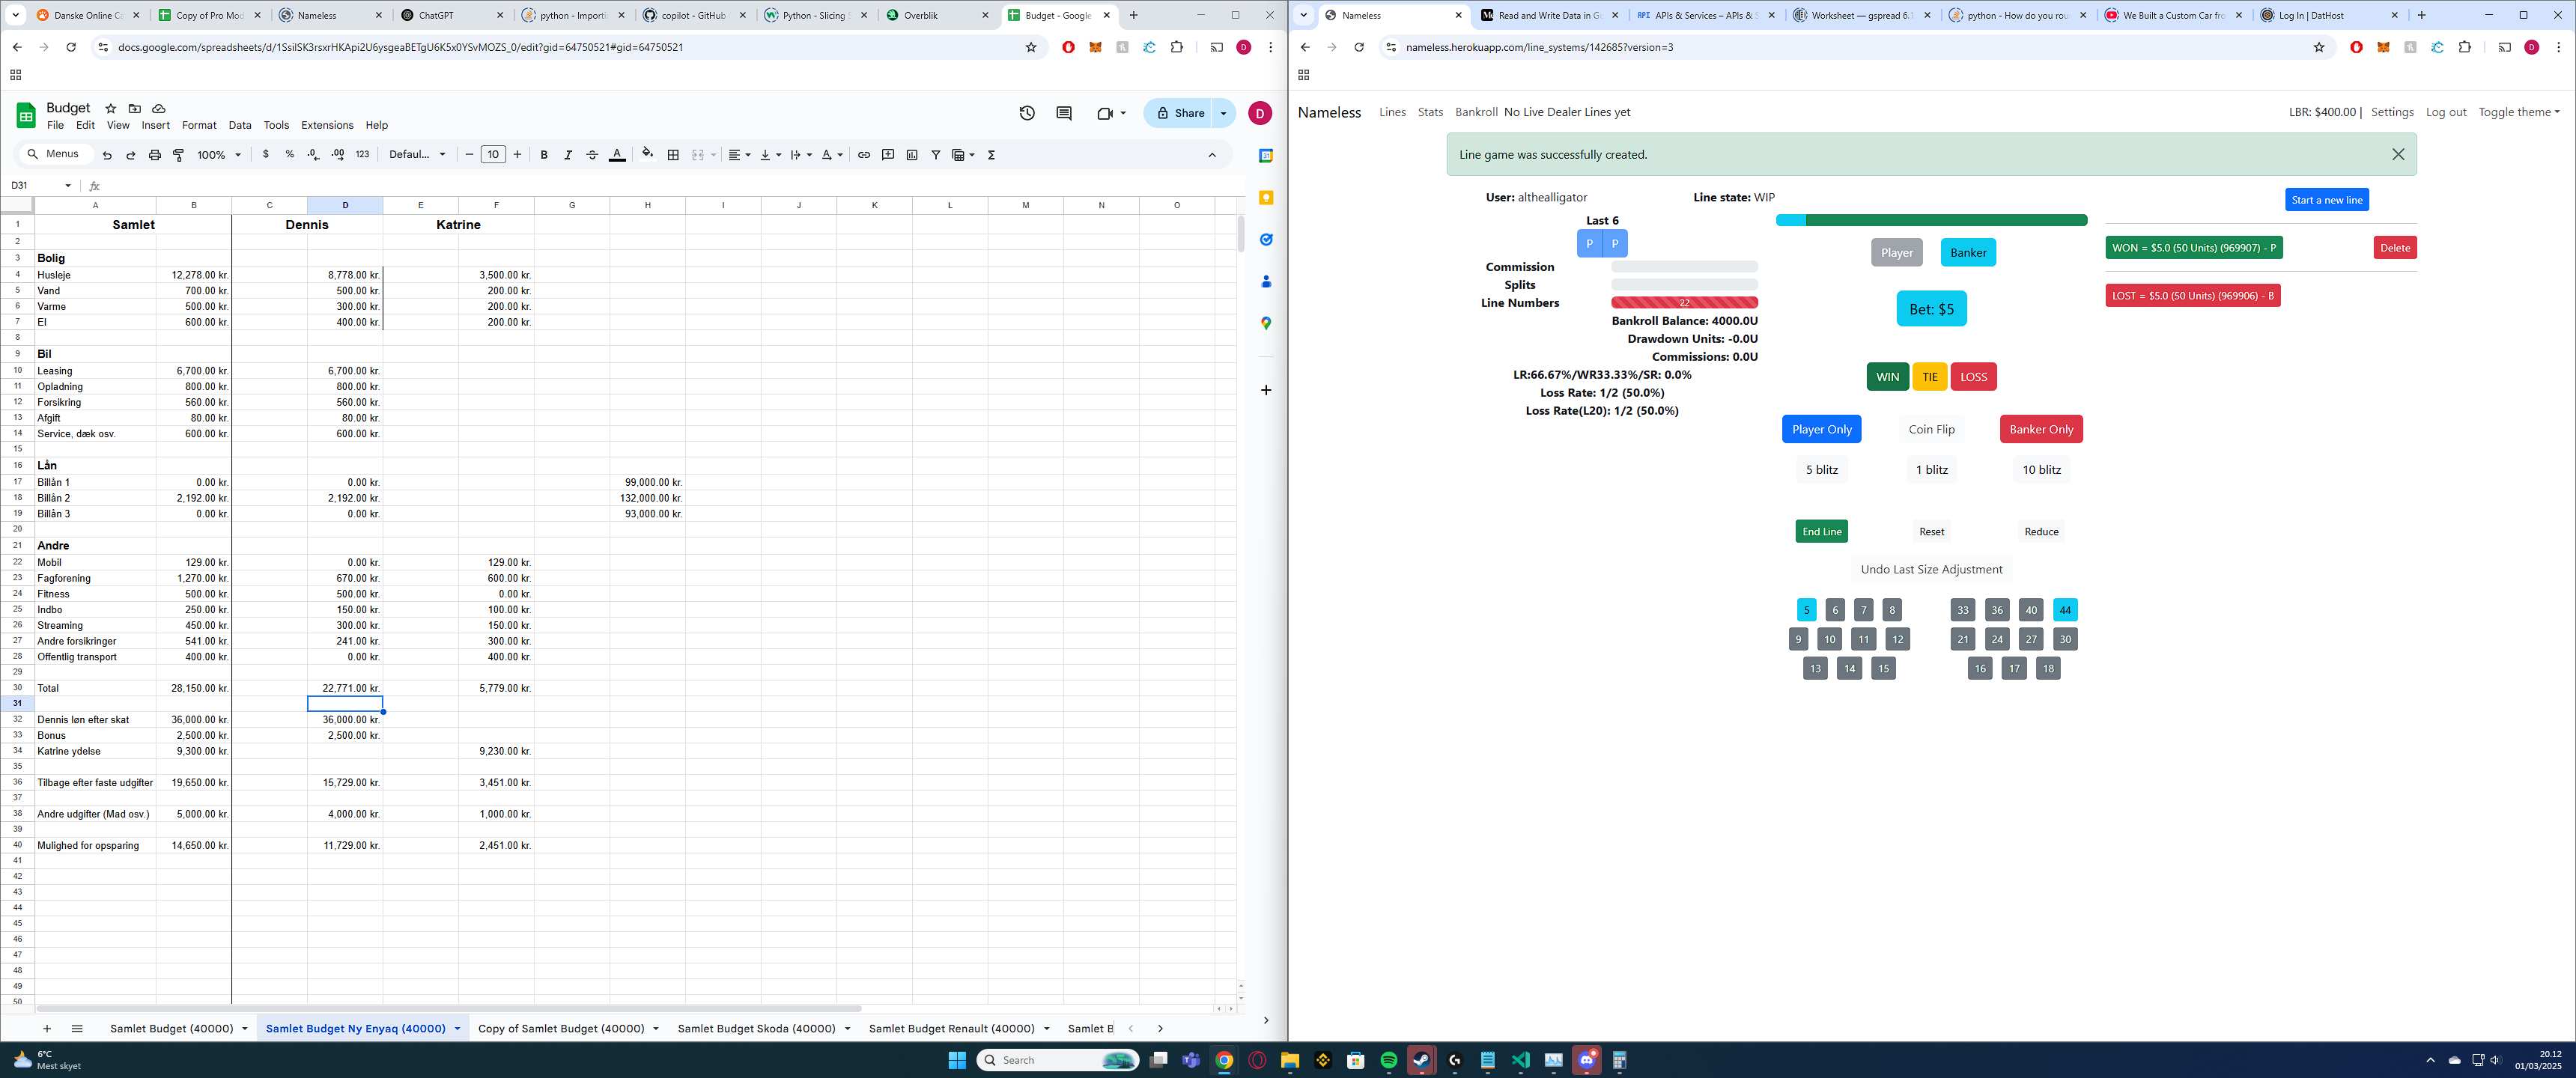 Danske Online Ca
Copy of Pro Mod
Nameless
ChatGPT
python - Importi
copilot - GitHub
Python - Slicing S
Overblik
Budget - Google
docs.google.com/spreadsheets/d/1SsilSK3rsxrHKApi2U6ysgeaBETgU6K5x0YSvMOZS_0/edit?gid=64750521#gid=64750521
D
Budget
File Edit View Insert Format Data Tools Extensions Help
Share
D
Menus 100% $ % .0 .00 123 Defaul... 10 B I A
D31 fx
A B C D E F G H I J K L M N O
1 Samlet Dennis Katrine
2
3 Bolig
4 Husleje 12,278.00 kr. 8,778.00 kr. 3,500.00 kr.
5 Vand 700.00 kr. 500.00 kr. 200.00 kr.
6 Varme 500.00 kr. 300.00 kr. 200.00 kr.
7 El 600.00 kr. 400.00 kr. 200.00 kr.
8
9 Bil
10 Leasing 6,700.00 kr. 6,700.00 kr.
11 Opladning 800.00 kr. 800.00 kr.
12 Forsikring 560.00 kr. 560.00 kr.
13 Afgift 80.00 kr. 80.00 kr.
14 Service, dæk osv. 600.00 kr. 600.00 kr.
15
16 Lån
17 Billån 1 0.00 kr. 0.00 kr. 99,000.00 kr.
18 Billån 2 2,192.00 kr. 2,192.00 kr. 132,000.00 kr.
19 Billån 3 0.00 kr. 0.00 kr. 93,000.00 kr.
20
21 Andre
22 Mobil 129.00 kr. 0.00 kr. 129.00 kr.
23 Fagforening 1,270.00 kr. 670.00 kr. 600.00 kr.
24 Fitness 500.00 kr. 500.00 kr. 0.00 kr.
25 Indbo 250.00 kr. 150.00 kr. 100.00 kr.
26 Streaming 450.00 kr. 300.00 kr. 150.00 kr.
27 Andre forsikringer 541.00 kr. 241.00 kr. 300.00 kr.
28 Offentlig transport 400.00 kr. 0.00 kr. 400.00 kr.
29
30 Total 28,150.00 kr. 22,771.00 kr. 5,779.00 kr.
31
32 Dennis løn efter skat 36,000.00 kr. 36,000.00 kr.
33 Bonus 2,500.00 kr. 2,500.00 kr.
34 Katrine ydelse 9,300.00 kr. 9,230.00 kr.
35
36 Tilbage efter faste udgifter 19,650.00 kr. 15,729.00 kr. 3,451.00 kr.
37
38 Andre udgifter (Mad osv.) 5,000.00 kr. 4,000.00 kr. 1,000.00 kr.
39
40 Mulighed for opsparing 14,650.00 kr. 11,729.00 kr. 2,451.00 kr.
41
42
43
44
45
46
47
48
49
50
Samlet Budget (40000)
Samlet Budget Ny Enyaq (40000)
Copy of Samlet Budget (40000)
Samlet Budget Skoda (40000)
Samlet Budget Renault (40000)
Samlet B
Nameless
Read and Write Data in Go
API APIs & Services – APIs & S
Worksheet — gspread 6.1
python - How do you rou
We Built a Custom Car fro
Log In | DatHost
nameless.herokuapp.com/line_systems/142685?version=3
D
Nameless Lines Stats Bankroll No Live Dealer Lines yet LBR: $400.00 | Settings Log out Toggle theme
Line game was successfully created.
User: althealligator Line state: WIP Start a new line
Last 6
P P
Commission
Splits
Line Numbers 22
Bankroll Balance: 4000.0U
Drawdown Units: -0.0U
Commissions: 0.0U
LR:66.67%/WR33.33%/SR: 0.0%
Loss Rate: 1/2 (50.0%)
Loss Rate(L20): 1/2 (50.0%)
Player Banker
Bet: $5
WIN TIE LOSS
Player Only Coin Flip Banker Only
5 blitz 1 blitz 10 blitz
End Line Reset Reduce
Undo Last Size Adjustment
5 6 7 8 33 36 40 44
9 10 11 12 21 24 27 30
13 14 15 16 17 18
WON = $5.0 (50 Units) (969907) - P Delete
LOST = $5.0 (50 Units) (969906) - B
6°C
Mest skyet
Search
20.12
01/03/2025